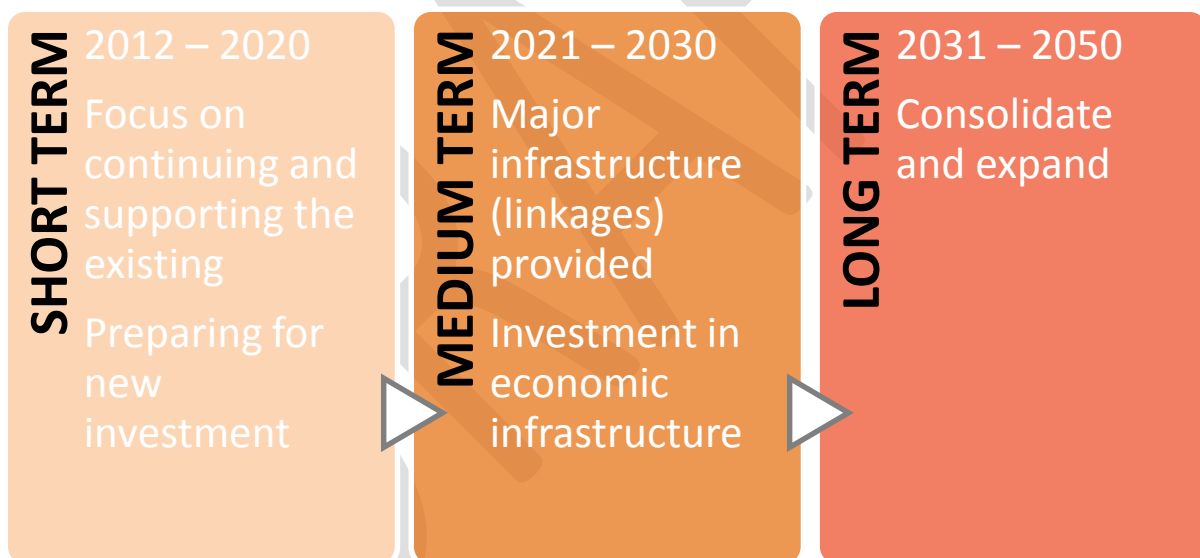 SHORT TERM
2012 – 2020
Focus on
continuing and
supporting the
existing
Preparing for
new
investment
MEDIUM TERM
2021 – 2030
Major
infrastructure
(linkages)
provided
Investment in
economic
infrastructure
LONG TERM
2031 – 2050
Consolidate
and expand